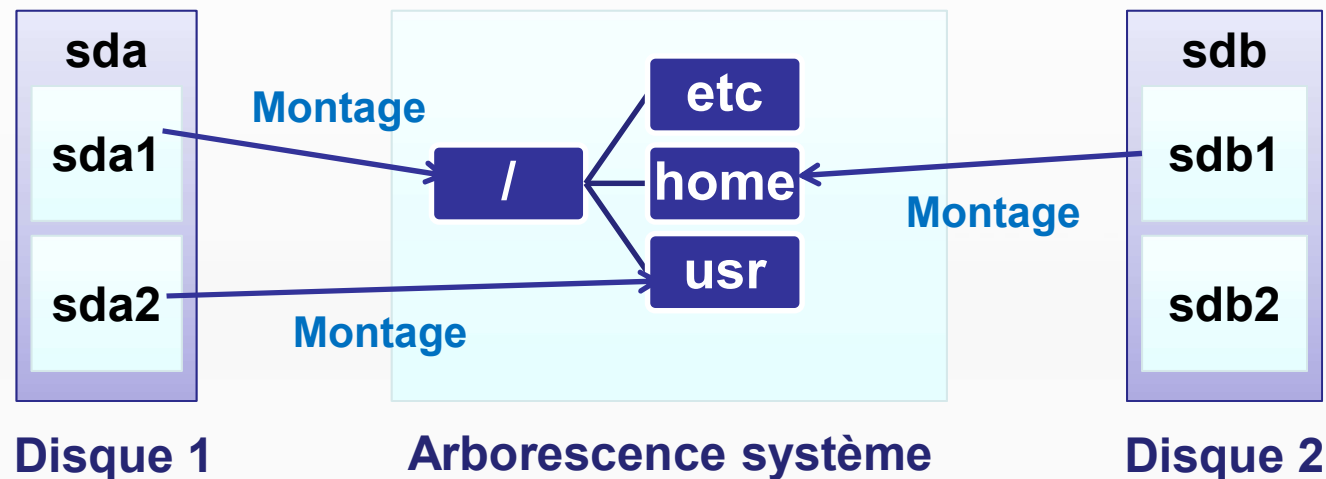 sda
sda1
sda2
Disque 1
Montage
Montage
/
etc
home
usr
Arborescence système
Montage
sdb
sdb1
sdb2
Disque 2